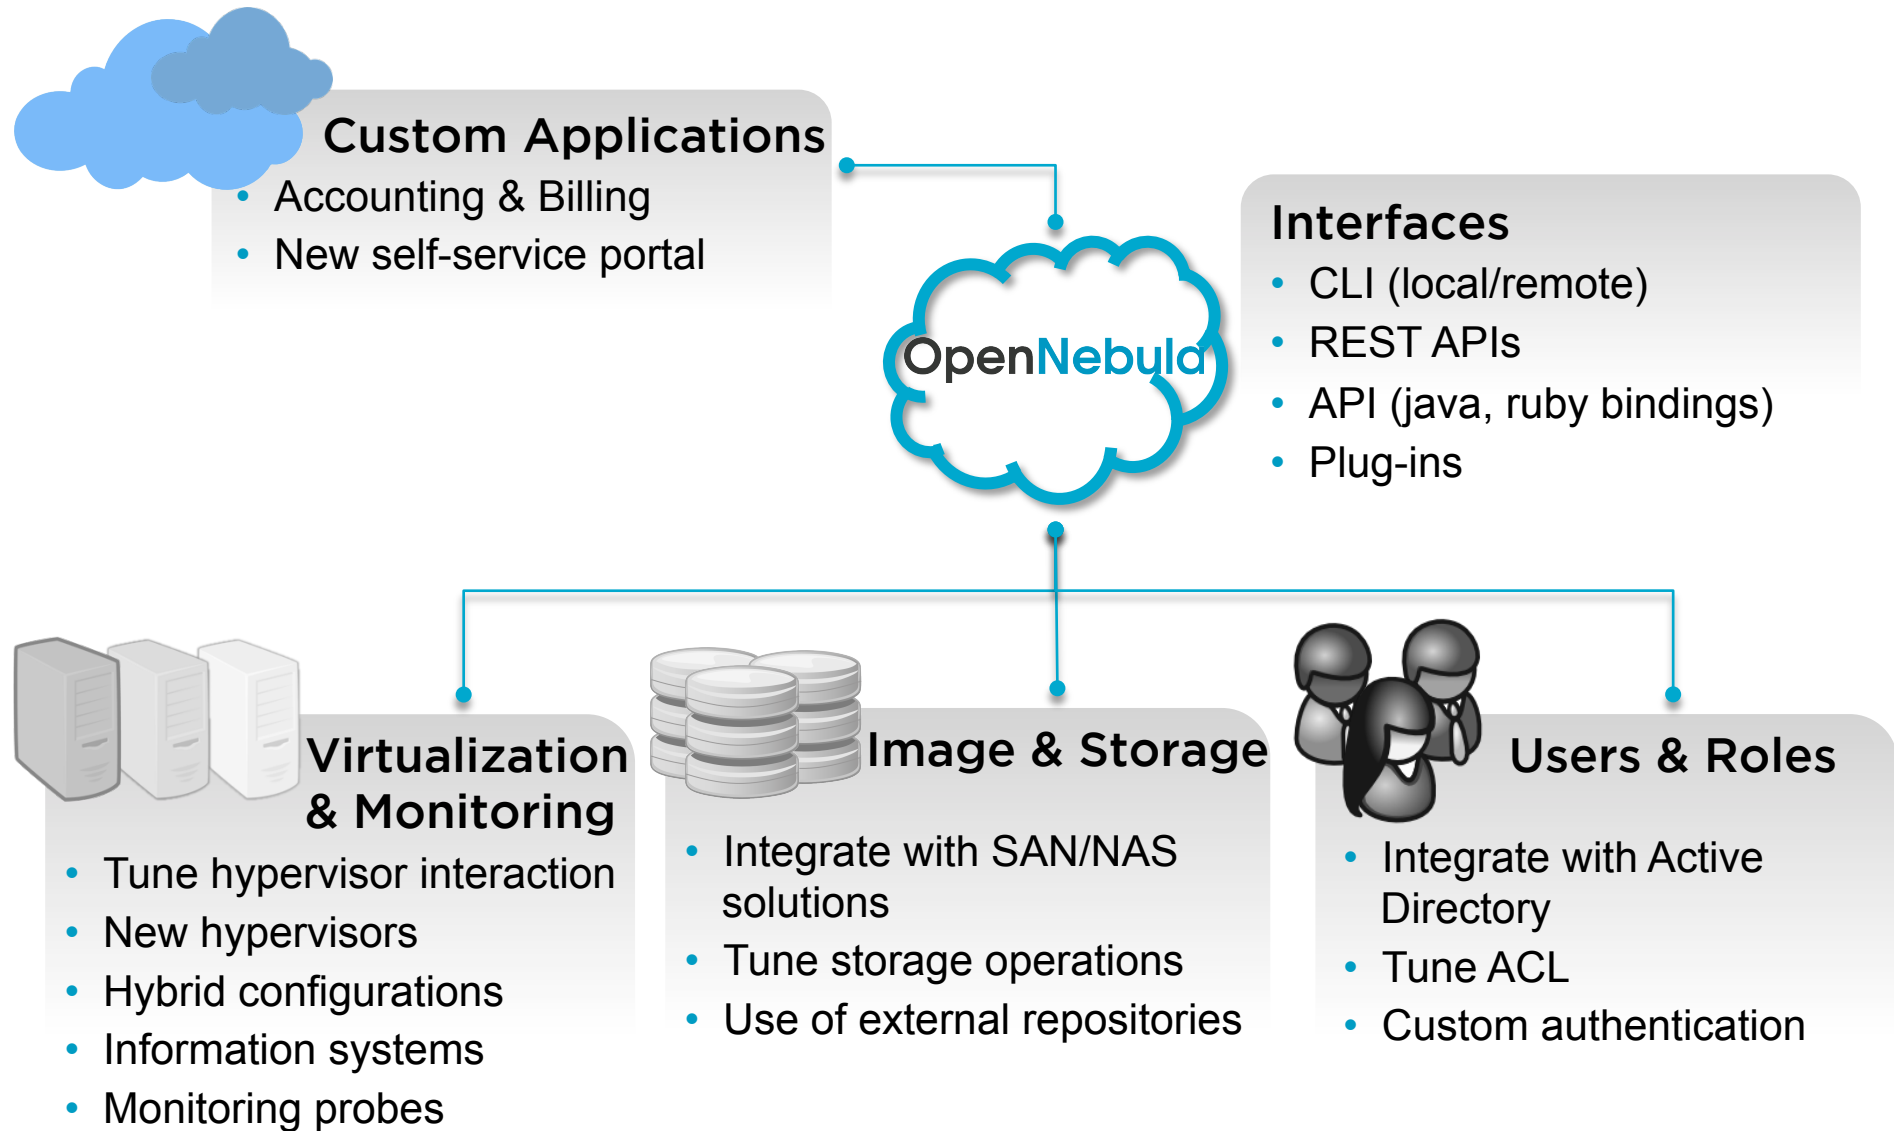 Custom Applications
• Accounting & Billing
• New self-service portal
OpenNebula
Interfaces
• CLI (local/remote)
• REST APIs
• API (java, ruby bindings)
• Plug-ins
Virtualization
& Monitoring
• Tune hypervisor interaction
• New hypervisors
• Hybrid configurations
• Information systems
• Monitoring probes
Image & Storage
• Integrate with SAN/NAS
solutions
• Tune storage operations
• Use of external repositories
Users & Roles
• Integrate with Active
Directory
• Tune ACL
• Custom authentication